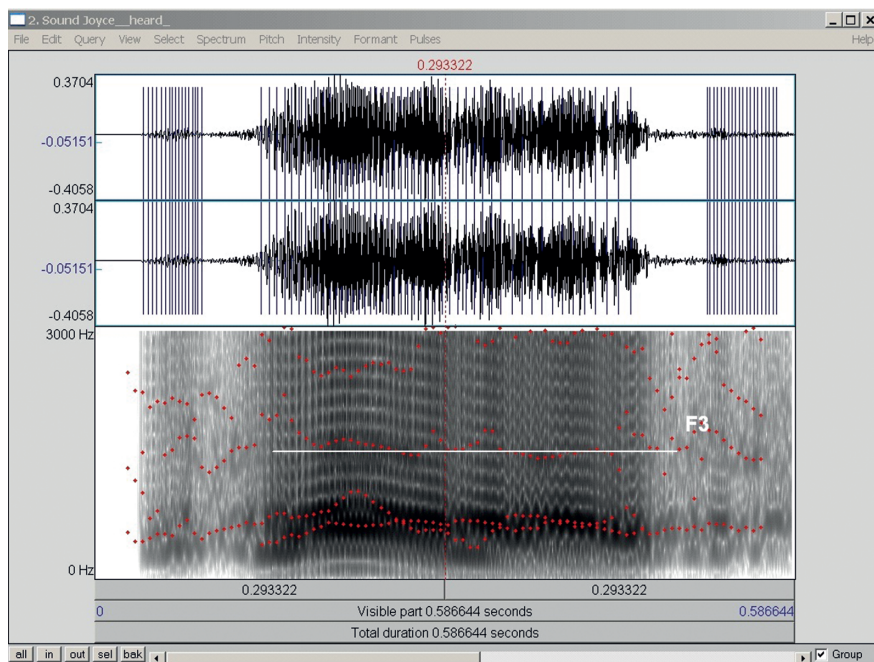 2. Sound Joyce__heard_
File Edit Query View Select Spectrum Pitch Intensity Formant Pulses Help
0.293322
0.3704
-0.05151
-0.4058
0.3704
-0.05151
-0.4058
3000 Hz
F3
0 Hz
0.293322 0.293322
0 Visible part 0.586644 seconds 0.586644
Total duration 0.586644 seconds
all in out sel bak Group